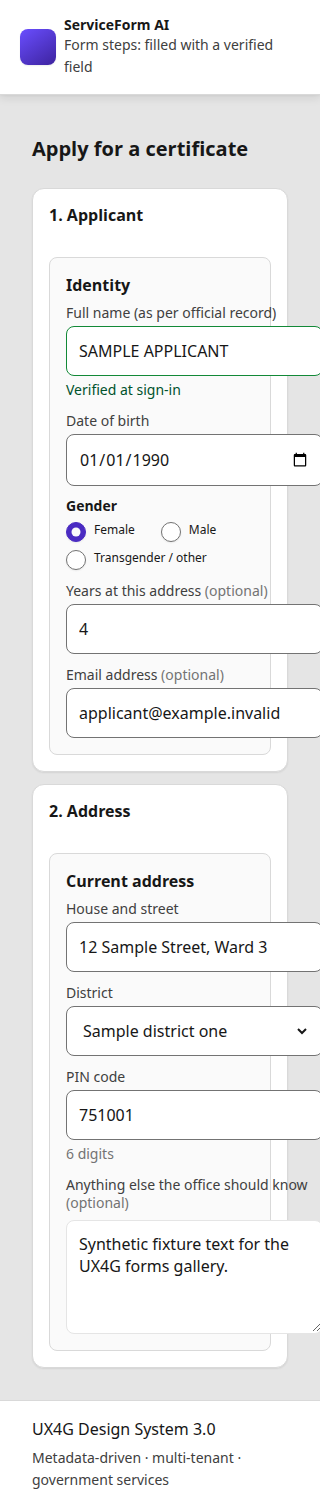 ServiceForm AI
Form steps: filled with a verified
field
Apply for a certificate
1. Applicant
Identity
Full name (as per official record)
SAMPLE APPLICANT
Verified at sign-in
Date of birth
01/01/1990
Gender
Female Male
Transgender / other
Years at this address (optional)
4
Email address (optional)
applicant@example.invalid
2. Address
Current address
House and street
12 Sample Street, Ward 3
District
Sample district one
PIN code
751001
6 digits
Anything else the office should know
(optional)
Synthetic fixture text for the
UX4G forms gallery.
UX4G Design System 3.0
Metadata-driven · multi-tenant ·
government services